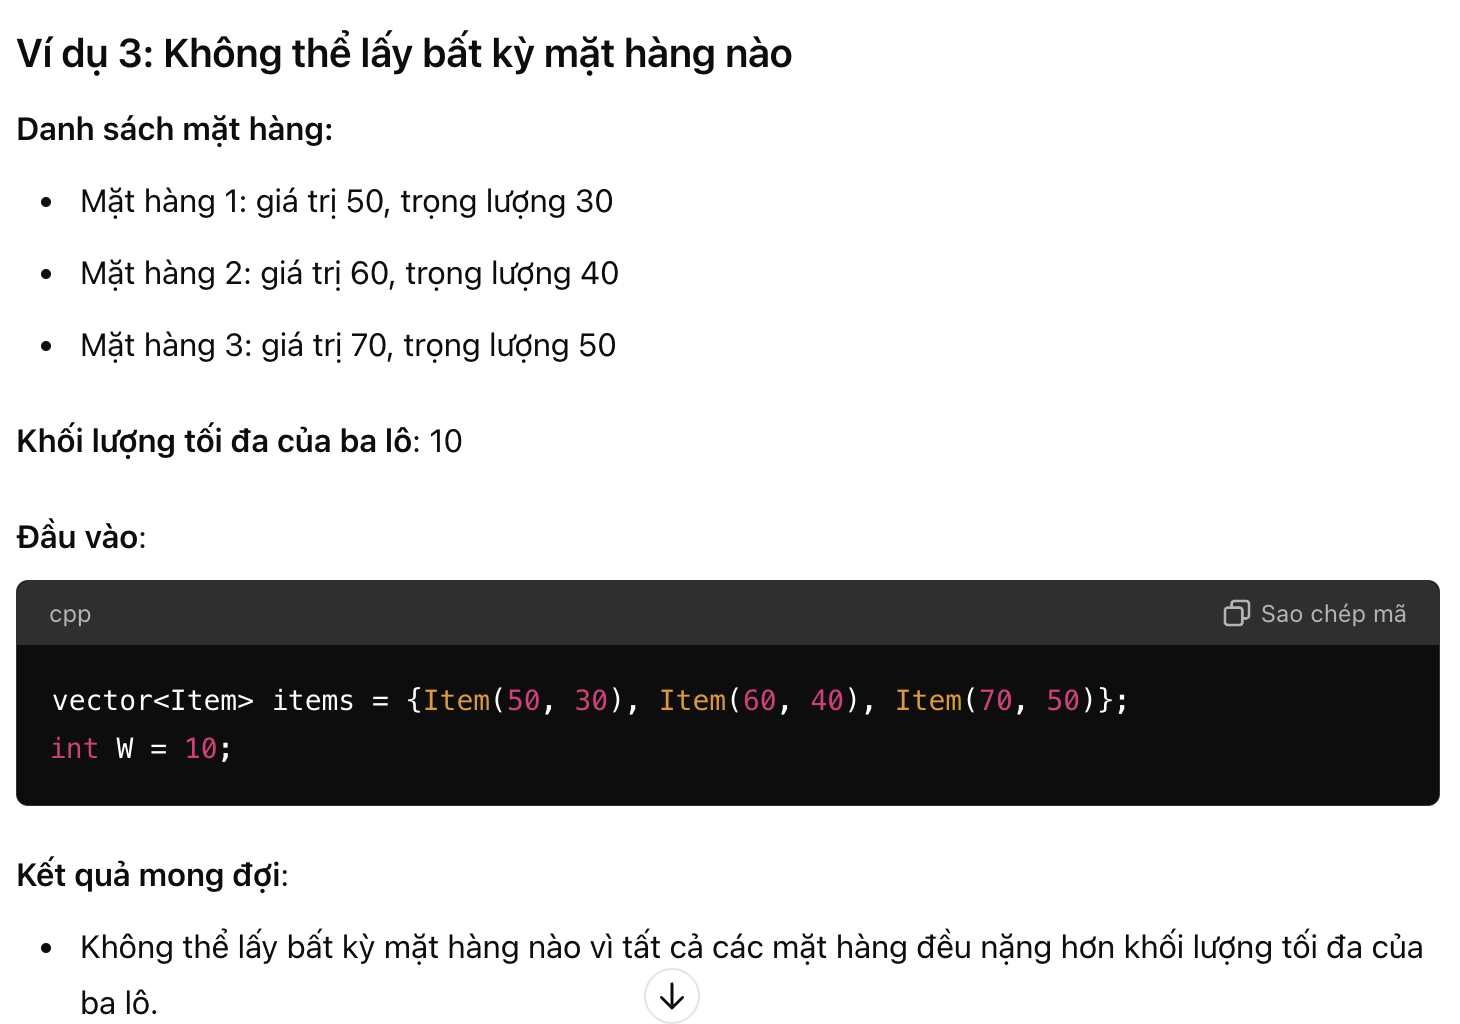 Ví dụ 3: Không thể lấy bất kỳ mặt hàng nào
Danh sách mặt hàng:
• Mặt hàng 1: giá trị 50, trọng lượng 30
• Mặt hàng 2: giá trị 60, trọng lượng 40
• Mặt hàng 3: giá trị 70, trọng lượng 50
Khối lượng tối đa của ba lô: 10
Đầu vào:
cpp Sao chép mã
vector<Item> items = {Item(50, 30), Item(60, 40), Item(70, 50)};
int W = 10;
Kết quả mong đợi:
• Không thể lấy bất kỳ mặt hàng nào vì tất cả các mặt hàng đều nặng hơn khối lượng tối đa của
ba lô.